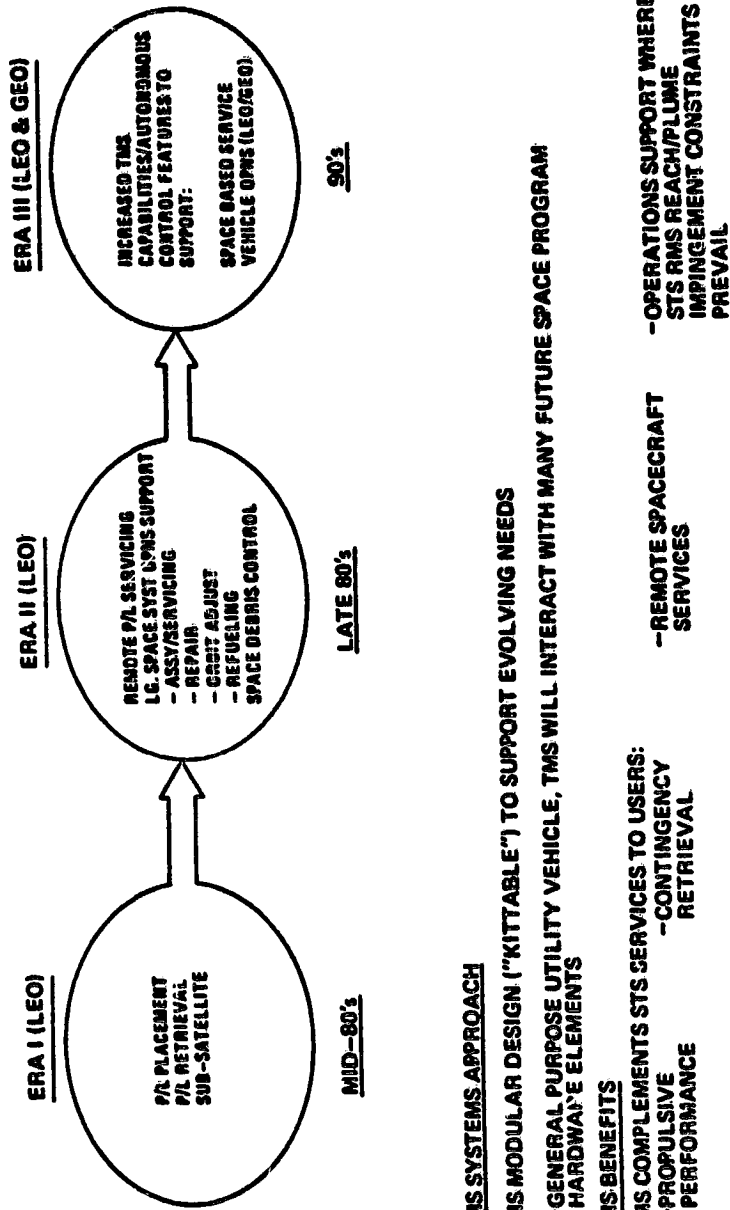 ERA I (LEO)
P/L PLACEMENT
P/L RETRIEVAL
SUB-SATELLITE
MID-80's
ERA II (LEO)
REMOTE P/L SERVICING
LG. SPACE SYST OPNS SUPPORT
- ASSY/SERVICING
- REPAIR
- ORBIT ADJUST
- REFUELING
SPACE DEBRIS CONTROL
LATE 80's
ERA III (LEO & GEO)
INCREASED TMS
CAPABILITIES/AUTONOMOUS
CONTROL FEATURES TO
SUPPORT:
SPACE BASED SERVICE
VEHICLE OPNS (LEO/GEO)
90's
MS SYSTEMS APPROACH
MS MODULAR DESIGN ("KITTABLE") TO SUPPORT EVOLVING NEEDS
GENERAL PURPOSE UTILITY VEHICLE, TMS WILL INTERACT WITH MANY FUTURE SPACE PROGRAM
HARDWARE ELEMENTS
MS BENEFITS
MS COMPLEMENTS STS SERVICES TO USERS:
PROPULSIVE
PERFORMANCE
-CONTINGENCY
RETRIEVAL
-REMOTE SPACECRAFT
SERVICES
-OPERATIONS SUPPORT WHERE
STS RMS REACH/PLUME
IMPINGEMENT CONSTRAINTS
PREVAIL